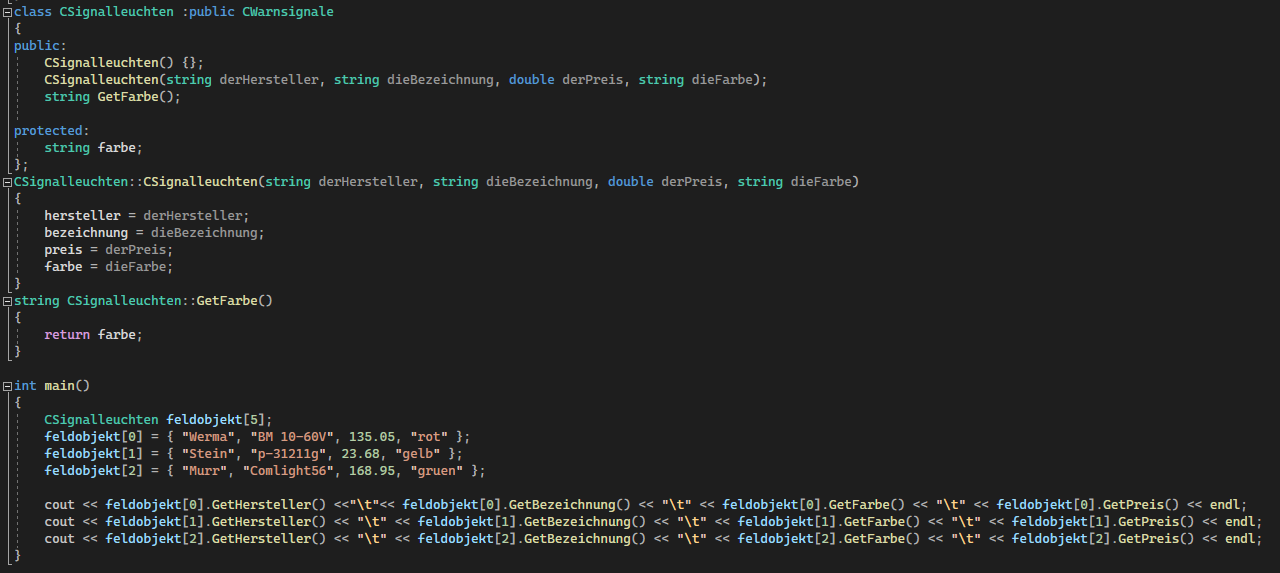 class CSignalleuchten :public CWarnsignale
{
public:
    CSignalleuchten() {};
    CSignalleuchten(string derHersteller, string dieBezeichnung, double derPreis, string dieFarbe);
    string GetFarbe();

protected:
    string farbe;
};
CSignalleuchten::CSignalleuchten(string derHersteller, string dieBezeichnung, double derPreis, string dieFarbe)
{
    hersteller = derHersteller;
    bezeichnung = dieBezeichnung;
    preis = derPreis;
    farbe = dieFarbe;
}
string CSignalleuchten::GetFarbe()
{
    return farbe;
}

int main()
{
    CSignalleuchten feldobjekt[5];
    feldobjekt[0] = { "Werma", "BM 10-60V", 135.05, "rot" };
    feldobjekt[1] = { "Stein", "p-31211g", 23.68, "gelb" };
    feldobjekt[2] = { "Murr", "Comlight56", 168.95, "gruen" };

    cout << feldobjekt[0].GetHersteller() <<"\t"<< feldobjekt[0].GetBezeichnung() << "\t" << feldobjekt[0].GetFarbe() << "\t" << feldobjekt[0].GetPreis() << endl;
    cout << feldobjekt[1].GetHersteller() << "\t" << feldobjekt[1].GetBezeichnung() << "\t" << feldobjekt[1].GetFarbe() << "\t" << feldobjekt[1].GetPreis() << endl;
    cout << feldobjekt[2].GetHersteller() << "\t" << feldobjekt[2].GetBezeichnung() << "\t" << feldobjekt[2].GetFarbe() << "\t" << feldobjekt[2].GetPreis() << endl;
}